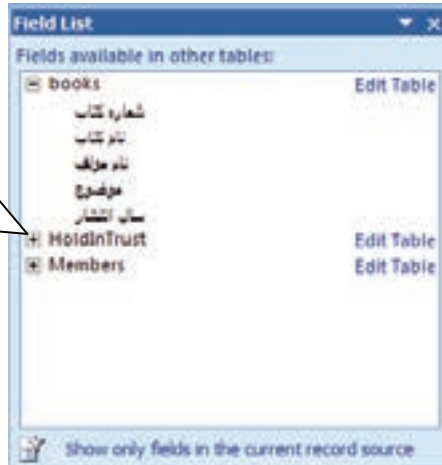 Field List
Fields available in other tables:
books Edit Table
شماره کتاب
نام کتاب
نام مولف
موضوع
سال انتشار
HoldInTrust Edit Table
Members Edit Table
Show only fields in the current record source